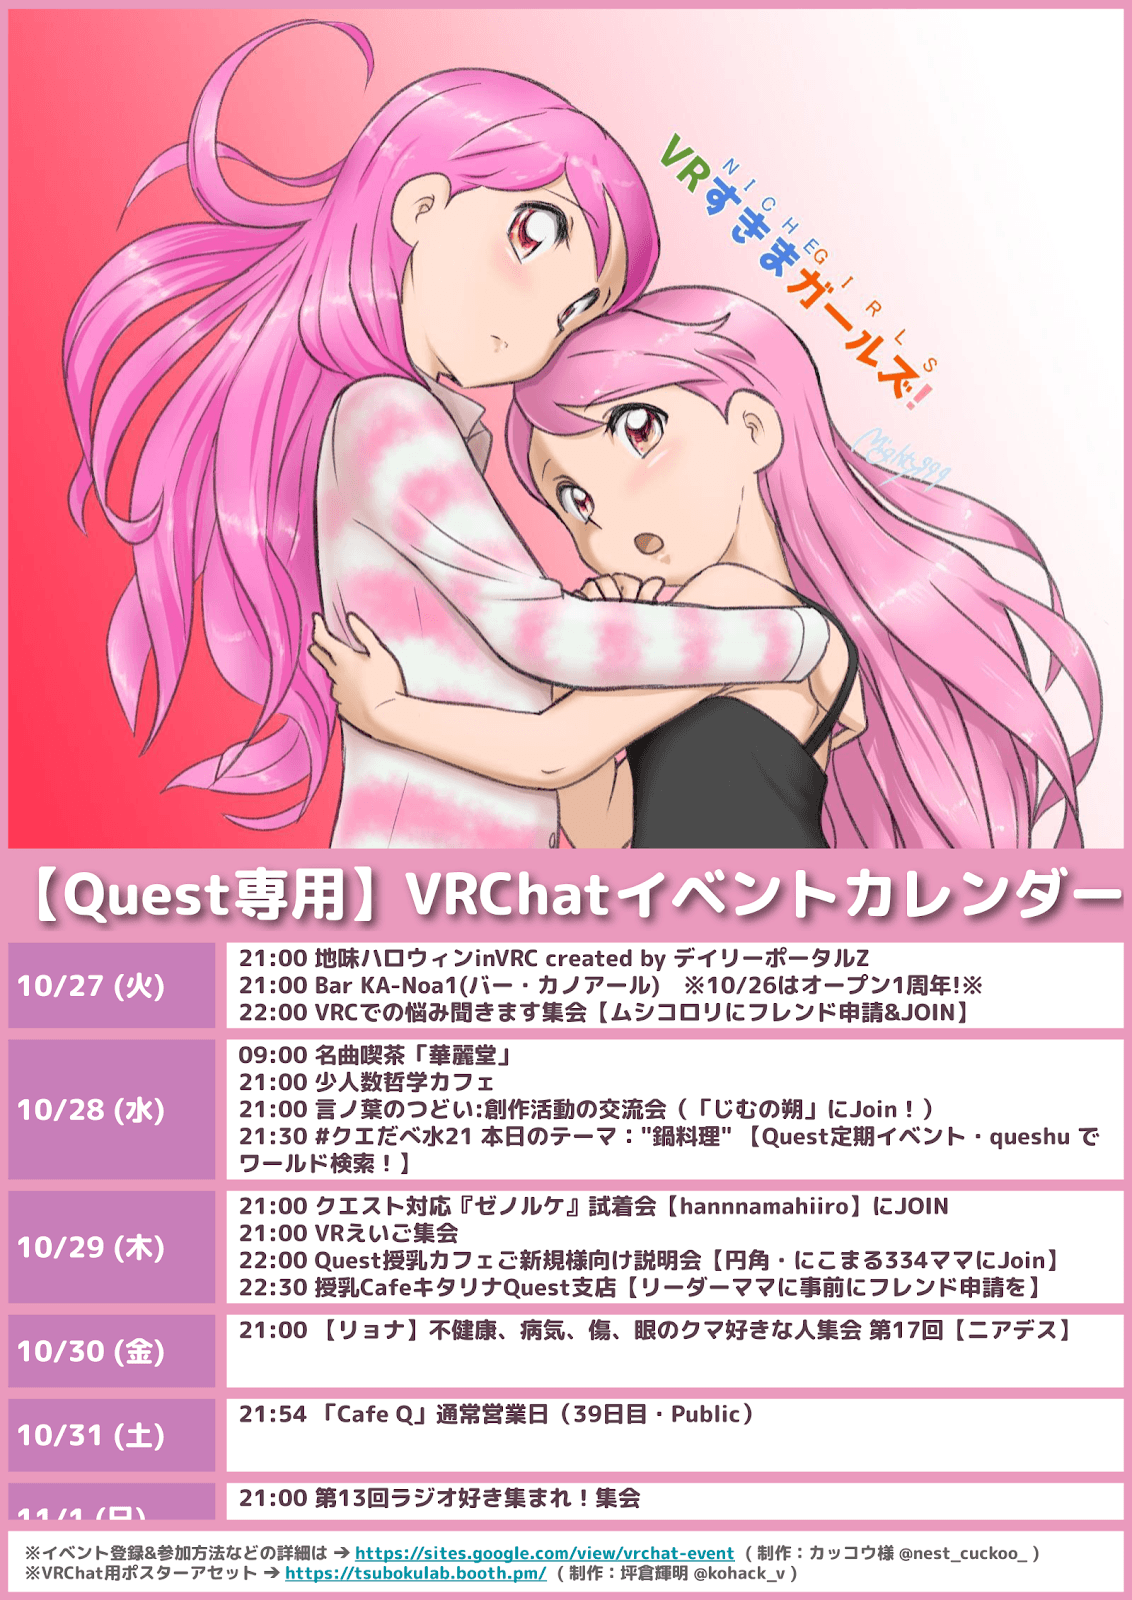 NICHE GIRLS
VRすきまガールズ!
Mighty999
【Quest専用】VRChatイベントカレンダー
10/27 (火)
21:00 地味ハロウィンinVRC created by デイリーポータルZ
21:00 Bar KA-Noa1(バー・カノアール)　※10/26はオープン1周年!※
22:00 VRCでの悩み聞きます集会【ムシコロリにフレンド申請&JOIN】
10/28 (水)
09:00 名曲喫茶「華麗堂」
21:00 少人数哲学カフェ
21:00 言ノ葉のつどい:創作活動の交流会（「じむの朔」にJoin！）
21:30 #クエだべ水21 本日のテーマ："鍋料理" 【Quest定期イベント・queshu で
ワールド検索！】
10/29 (木)
21:00 クエスト対応『ゼノルケ』試着会【hannnamahiiro】にJOIN
21:00 VRえいご集会
22:00 Quest授乳カフェご新規様向け説明会【円角・にこまる334ママにJoin】
22:30 授乳CafeキタリナQuest支店【リーダーママに事前にフレンド申請を】
10/30 (金)
21:00 【リョナ】不健康、病気、傷、眼のクマ好きな人集会 第17回【ニアデス】
10/31 (土)
21:54 「Cafe Q」通常営業日（39日目・Public）
11/1 (日)
21:00 第13回ラジオ好き集まれ！集会
※イベント登録&参加方法などの詳細は → https://sites.google.com/view/vrchat-event ( 制作：カッコウ様 @nest_cuckoo_ )
※VRChat用ポスターアセット → https://tsubokulab.booth.pm/ ( 制作：坪倉輝明 @kohack_v )